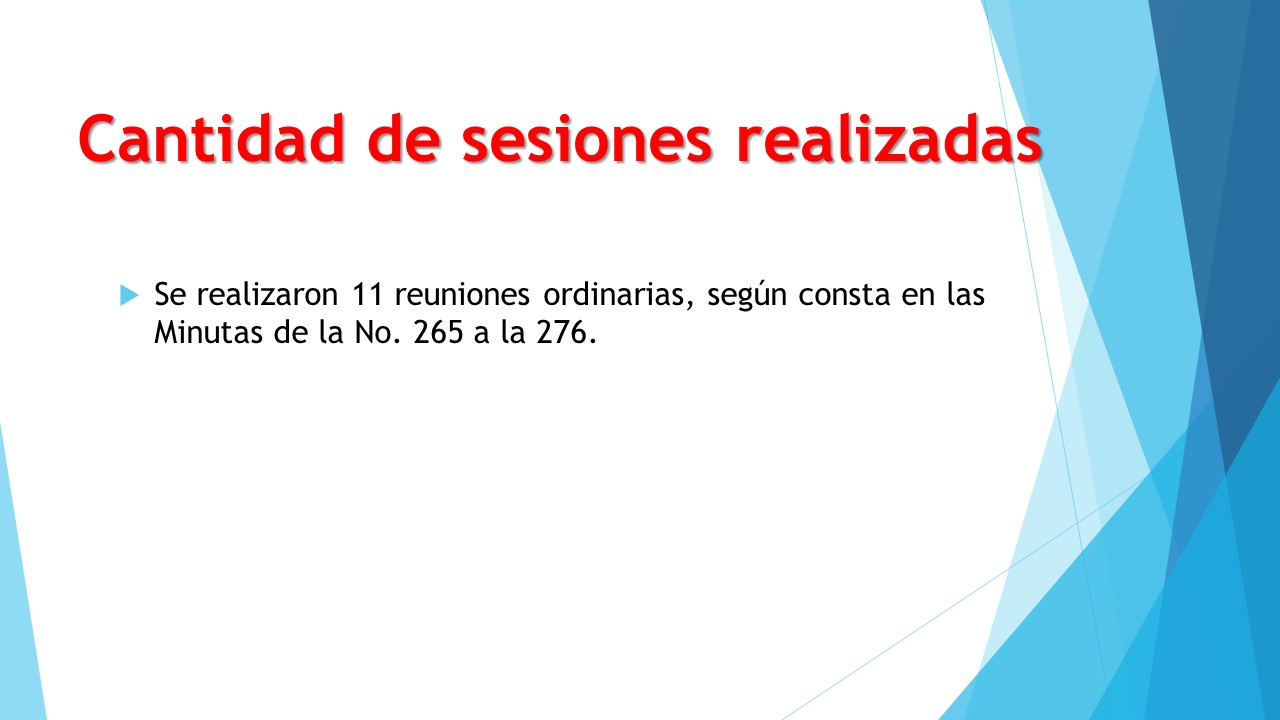 Cantidad de sesiones realizadas
Se realizaron 11 reuniones ordinarias, según consta en las
Minutas de la No. 265 a la 276.